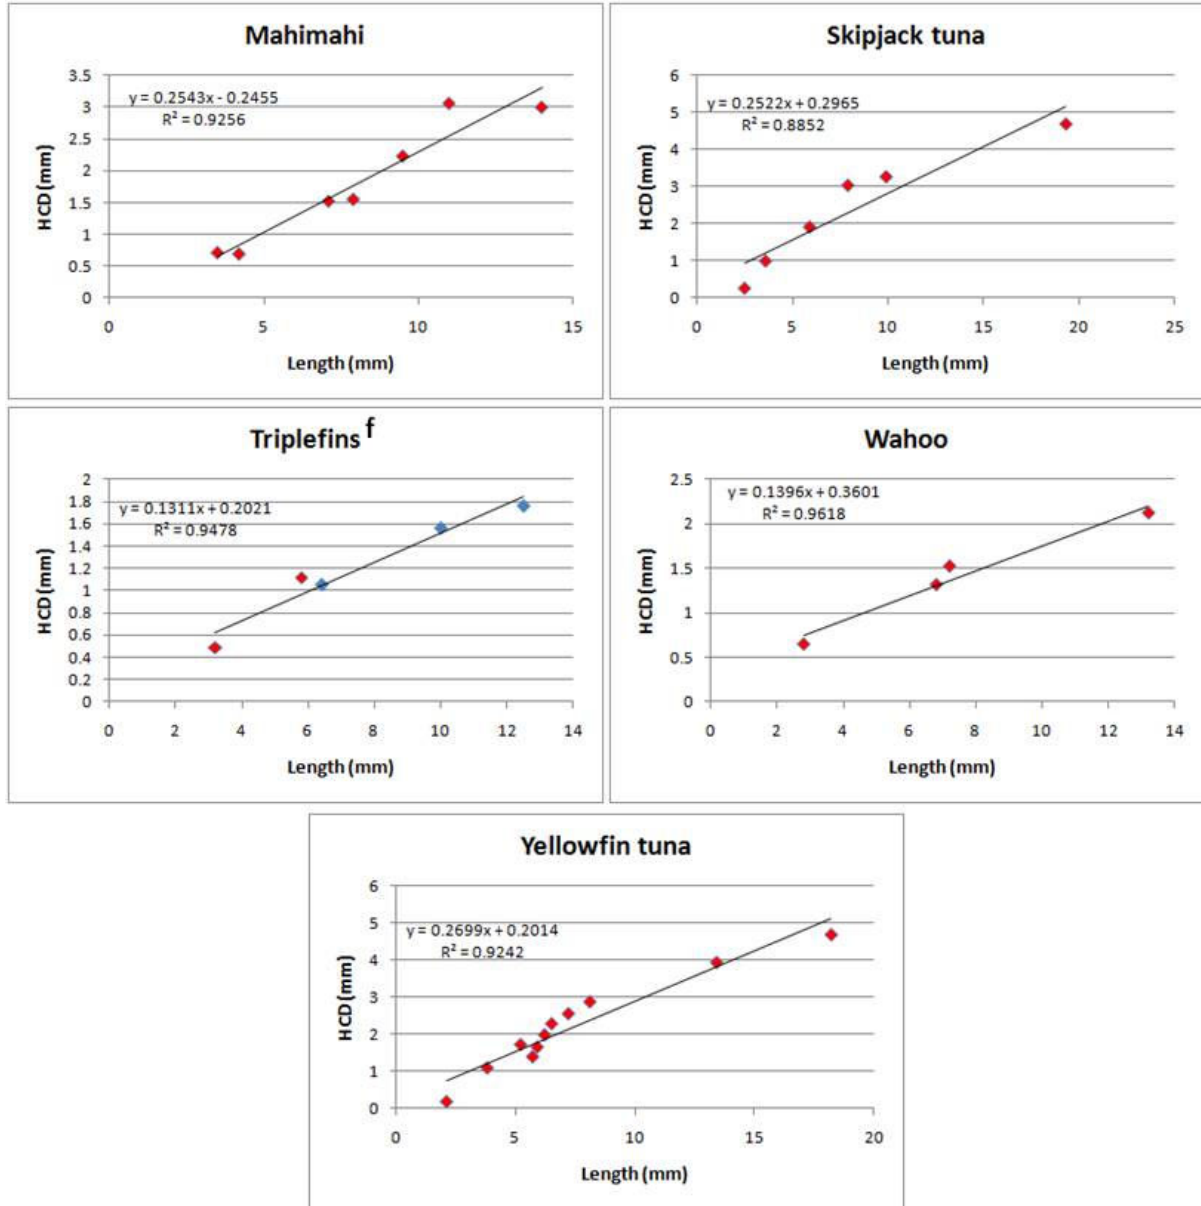 Mahimahi
y = 0.2543x - 0.2455
R² = 0.9256
HCD (mm)
3.5
3
2.5
2
1.5
1
0.5
0
0 5 10 15
Length (mm)
Skipjack tuna
y = 0.2522x + 0.2965
R² = 0.8852
HCD (mm)
6
5
4
3
2
1
0
0 5 10 15 20 25
Length (mm)
Triplefins f
y = 0.1311x + 0.2021
R² = 0.9478
HCD (mm)
2
1.8
1.6
1.4
1.2
1
0.8
0.6
0.4
0.2
0
0 2 4 6 8 10 12 14
Length (mm)
Wahoo
y = 0.1396x + 0.3601
R² = 0.9618
HCD (mm)
2.5
2
1.5
1
0.5
0
0 2 4 6 8 10 12 14
Length (mm)
Yellowfin tuna
y = 0.2699x + 0.2014
R² = 0.9242
HCD (mm)
6
5
4
3
2
1
0
0 5 10 15 20
Length (mm)